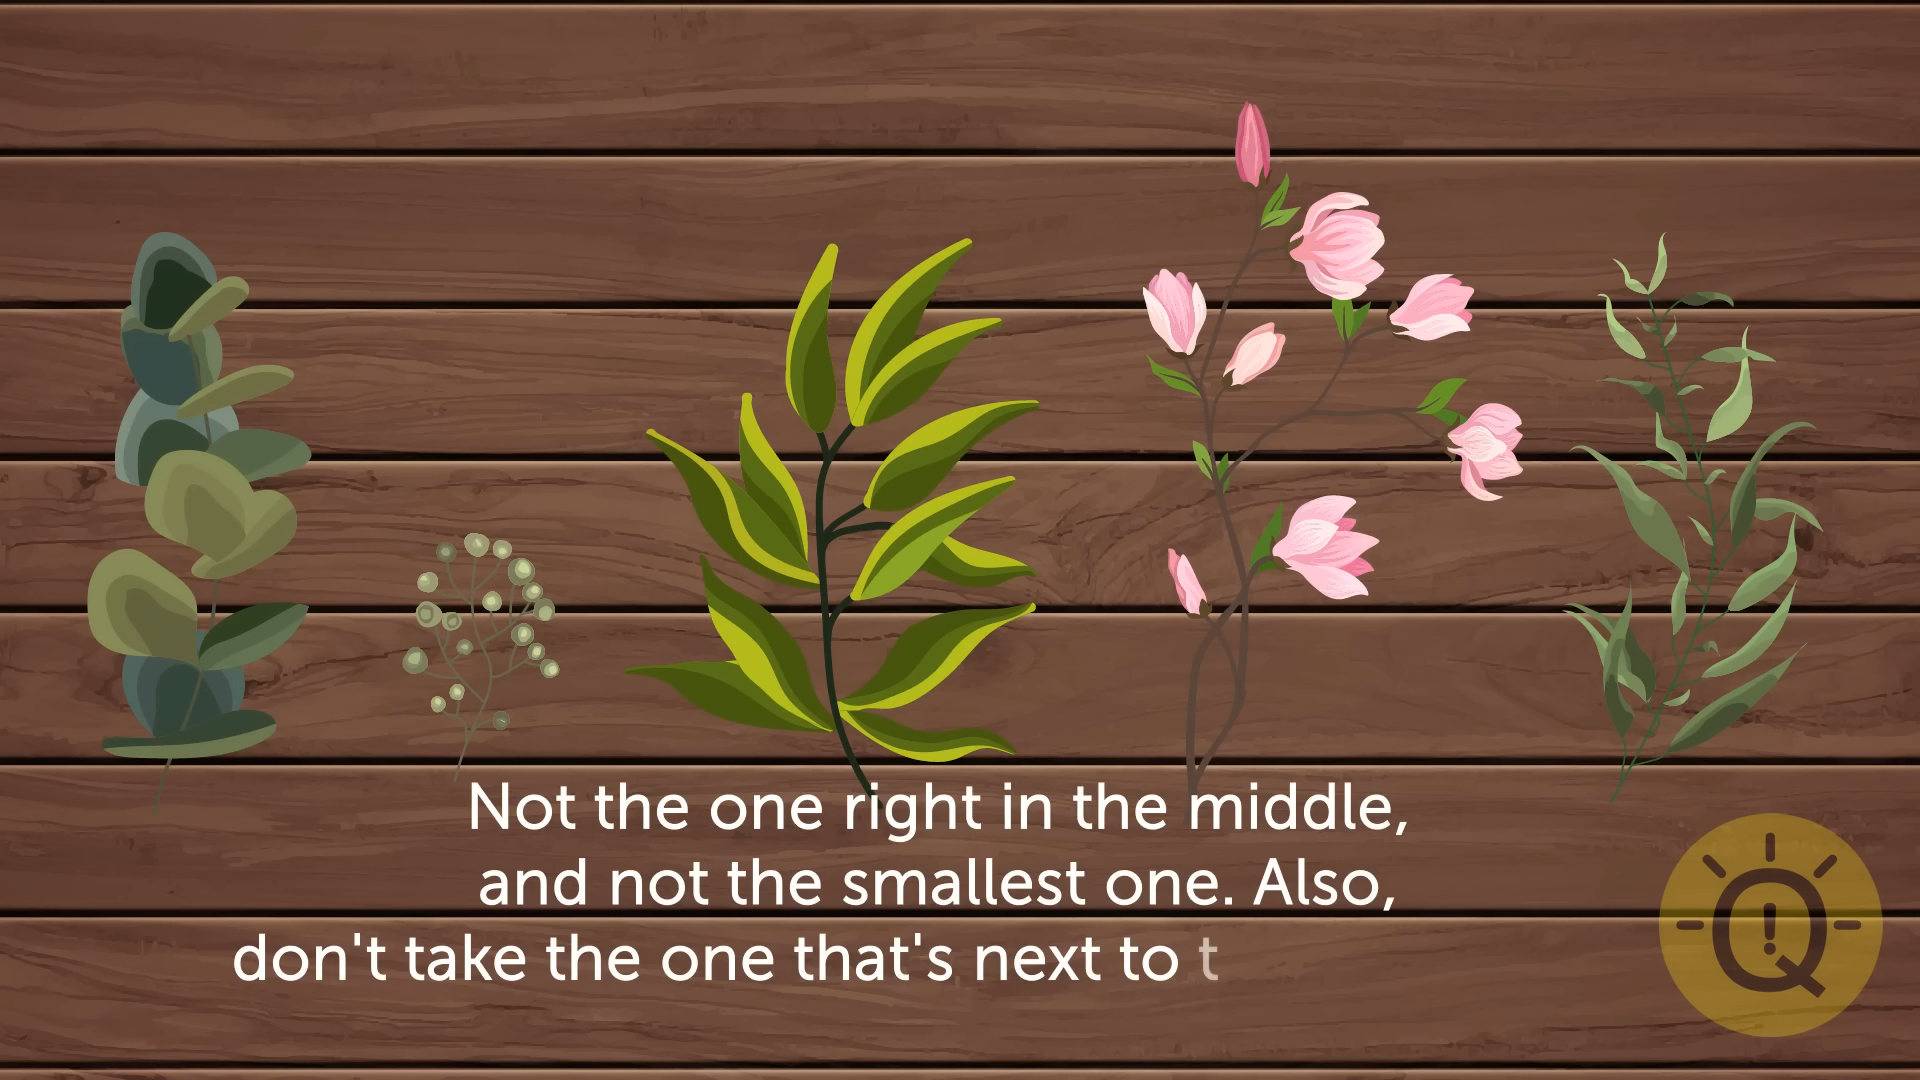 Not the one right in the middle,
and not the smallest one. Also,
don't take the one that's next to t